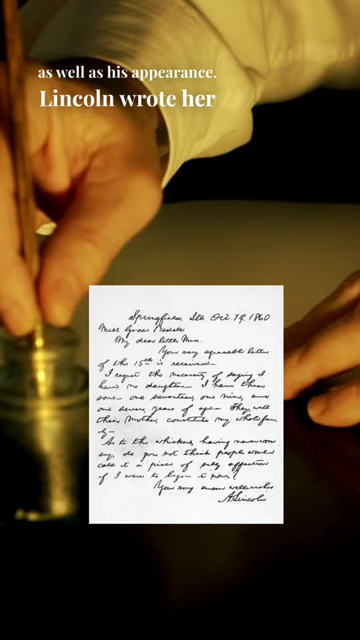 as well as his appearance.
Lincoln wrote her
Springfield, Ills Oct 19, 1860
Miss Grace Bedell
My dear little Miss.
Your very agreeable letter
of the 15th is received.
I regret the necessity of saying I
have no daughters. I have three
sons one seventeen, one nine, and
one seven, years of age. They, with
their mother, constitute my whole fam
ily.
As to the whiskers, having never worn
any, do you not think people would
call it a piece of silly affection
if I were to begin it now?
Your very sincere well-wisher
A. Lincoln